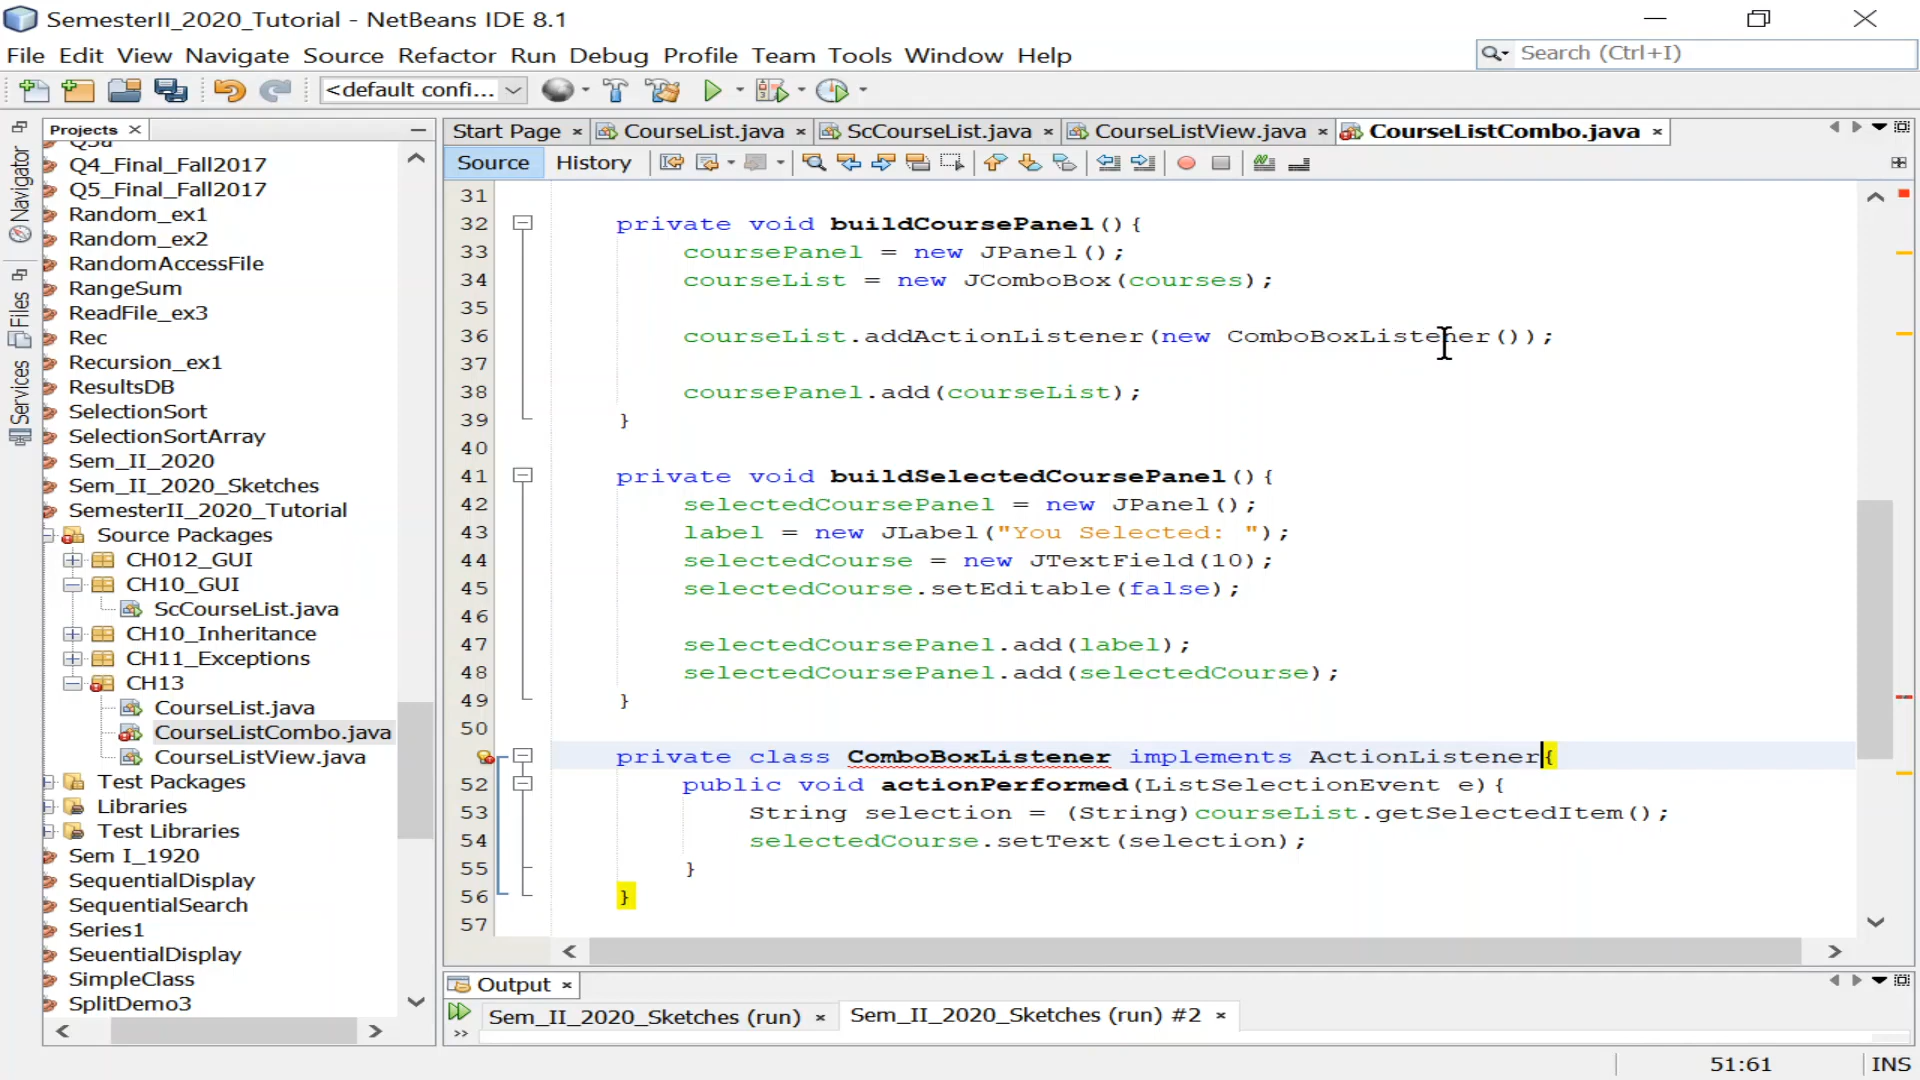 SemesterII_2020_Tutorial - NetBeans IDE 8.1
File Edit View Navigate Source Refactor Run Debug Profile Team Tools Window Help
Search (Ctrl+I)
<default confi...
Projects
Navigator
Files
Services
Q4_Final_Fall2017
Q5_Final_Fall2017
Random_ex1
Random_ex2
RandomAccessFile
RangeSum
ReadFile_ex3
Rec
Recursion_ex1
ResultsDB
SelectionSort
SelectionSortArray
Sem_II_2020
Sem_II_2020_Sketches
SemesterII_2020_Tutorial
Source Packages
CH012_GUI
CH10_GUI
ScCourseList.java
CH10_Inheritance
CH11_Exceptions
CH13
CourseList.java
CourseListCombo.java
CourseListView.java
Test Packages
Libraries
Test Libraries
Sem I_1920
SequentialDisplay
SequentialSearch
Series1
SeuentialDisplay
SimpleClass
SplitDemo3
Start Page CourseList.java ScCourseList.java CourseListView.java CourseListCombo.java
Source History
31
32 private void buildCoursePanel(){
33 coursePanel = new JPanel();
34 courseList = new JComboBox(courses);
35
36 courseList.addActionListener(new ComboBoxListener());
37
38 coursePanel.add(courseList);
39 }
40
41 private void buildSelectedCoursePanel(){
42 selectedCoursePanel = new JPanel();
43 label = new JLabel("You Selected: ");
44 selectedCourse = new JTextField(10);
45 selectedCourse.setEditable(false);
46
47 selectedCoursePanel.add(label);
48 selectedCoursePanel.add(selectedCourse);
49 }
50
private class ComboBoxListener implements ActionListener{
52 public void actionPerformed(ListSelectionEvent e){
53 String selection = (String)courseList.getSelectedItem();
54 selectedCourse.setText(selection);
55 }
56 }
57
Output
Sem_II_2020_Sketches (run) Sem_II_2020_Sketches (run) #2
51:61 INS